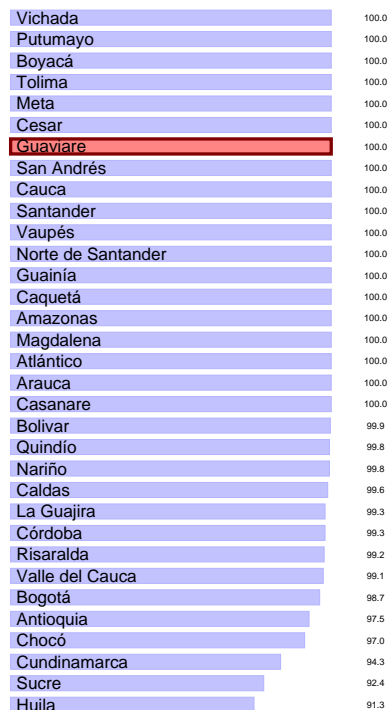 Vichada 100.0
Putumayo 100.0
Boyacá 100.0
Tolima 100.0
Meta 100.0
Cesar 100.0
Guaviare 100.0
San Andrés 100.0
Cauca 100.0
Santander 100.0
Vaupés 100.0
Norte de Santander 100.0
Guainía 100.0
Caquetá 100.0
Amazonas 100.0
Magdalena 100.0
Atlántico 100.0
Arauca 100.0
Casanare 100.0
Bolivar 99.9
Quindío 99.8
Nariño 99.8
Caldas 99.6
La Guajira 99.3
Córdoba 99.3
Risaralda 99.2
Valle del Cauca 99.1
Bogotá 98.7
Antioquia 97.5
Chocó 97.0
Cundinamarca 94.3
Sucre 92.4
Huila 91.3